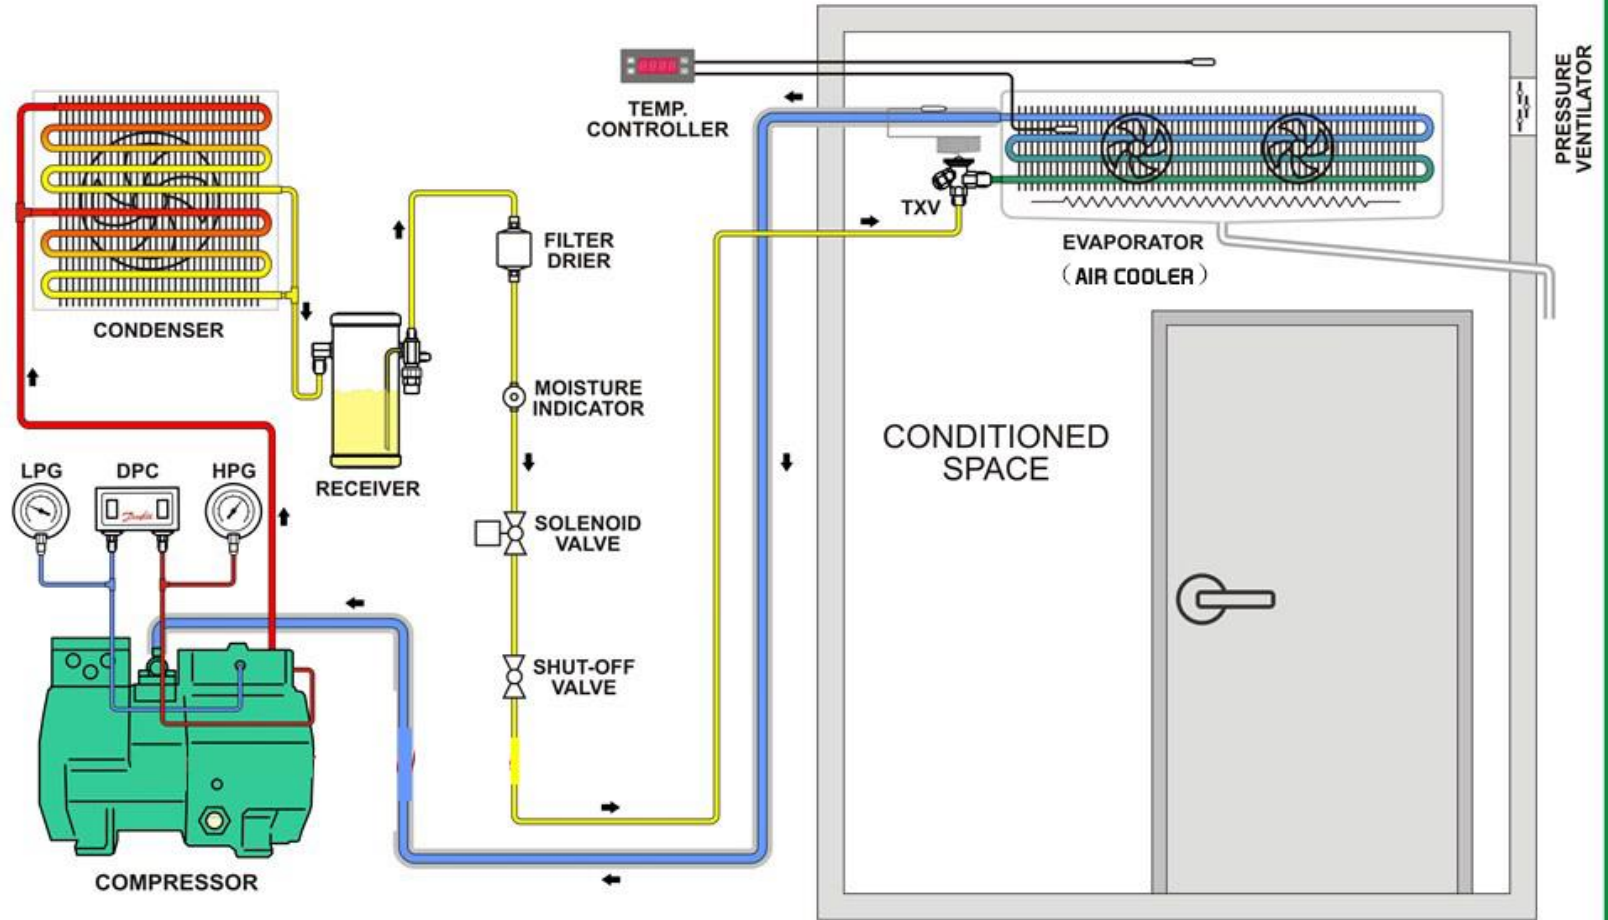 TEMP.
CONTROLLER
PRESSURE
VENTILATOR
TXV
EVAPORATOR
（AIR COOLER）
FILTER
DRIER
CONDENSER
MOISTURE
INDICATOR
CONDITIONED
SPACE
RECEIVER
LPG
DPC
HPG
Danfoss
SOLENOID
VALVE
SHUT-OFF
VALVE
COMPRESSOR